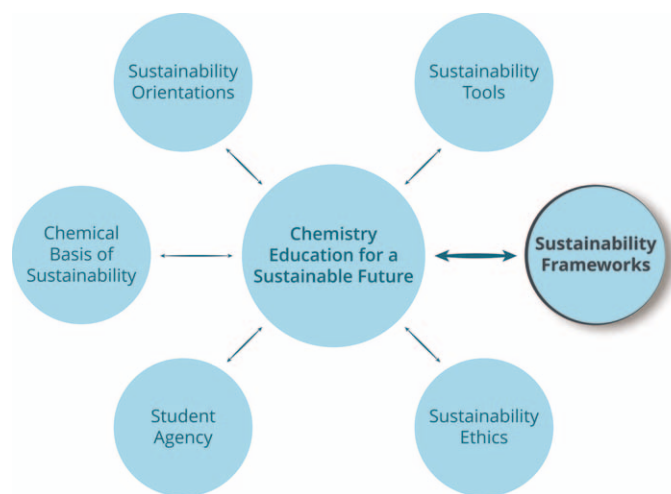 Sustainability
Orientations
Sustainability
Tools
Chemical
Basis of
Sustainability
Chemistry
Education for a
Sustainable Future
Sustainability
Frameworks
Student
Agency
Sustainability
Ethics